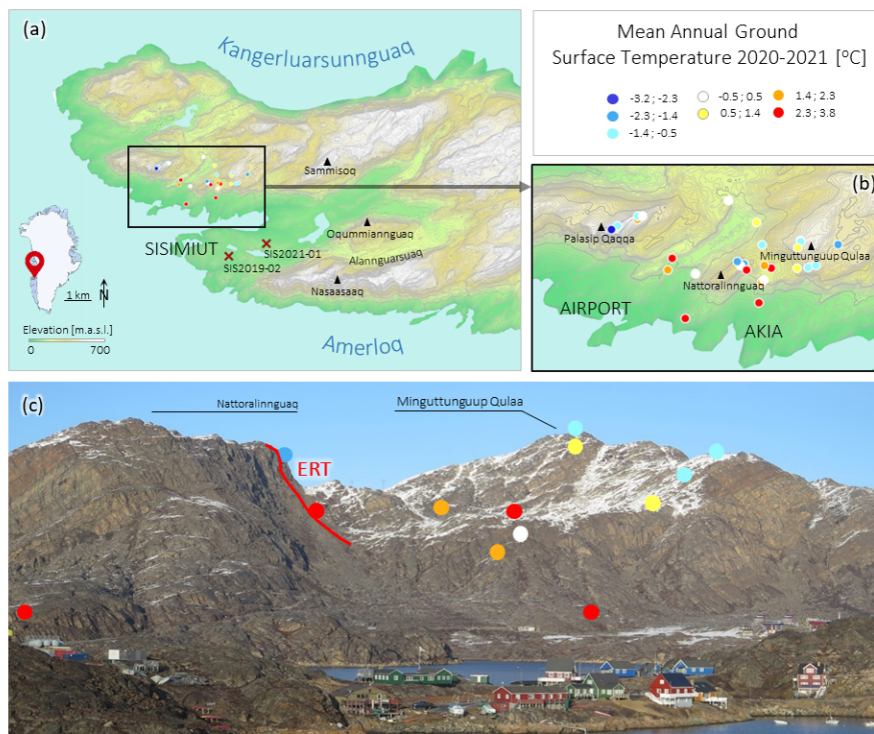 (a)
Kangerluarsunnguaq
Sammisoq
SISIMIUT
Oqummiannguaq
SIS2021-01
Alannguarsuaq
SIS2019-02
Nasaasaaq
1 km
N
Elevation [m.a.s.l.]
0 700
Amerloq
Mean Annual Ground
Surface Temperature 2020-2021 [°C]
-3.2 ; -2.3
-2.3 ; -1.4
-1.4 ; -0.5
-0.5 ; 0.5
0.5 ; 1.4
1.4 ; 2.3
2.3 ; 3.8
(b)
Palasip Qaqqa
Minguttunguup Qulaa
Nattoralinnguaq
AIRPORT
AKIA
(c)
Nattoralinnguaq
Minguttunguup Qulaa
ERT